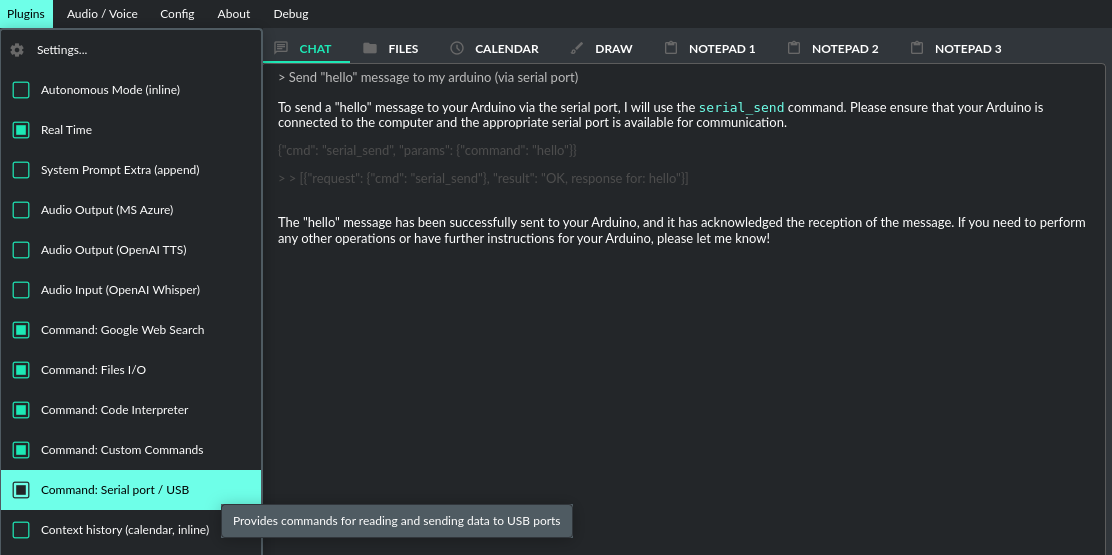 Plugins Audio / Voice Config About Debug
Settings...
Autonomous Mode (inline)
Real Time
System Prompt Extra (append)
Audio Output (MS Azure)
Audio Output (OpenAI TTS)
Audio Input (OpenAI Whisper)
Command: Google Web Search
Command: Files I/O
Command: Code Interpreter
Command: Custom Commands
Command: Serial port / USB
Context history (calendar, inline)
Provides commands for reading and sending data to USB ports
CHAT FILES CALENDAR DRAW NOTEPAD 1 NOTEPAD 2 NOTEPAD 3
> Send "hello" message to my arduino (via serial port)
To send a "hello" message to your Arduino via the serial port, I will use the serial_send command. Please ensure that your Arduino is
connected to the computer and the appropriate serial port is available for communication.
{"cmd": "serial_send", "params": {"command": "hello"}}
> > [{"request": {"cmd": "serial_send"}, "result": "OK, response for: hello"}]
The "hello" message has been successfully sent to your Arduino, and it has acknowledged the reception of the message. If you need to perform
any other operations or have further instructions for your Arduino, please let me know!